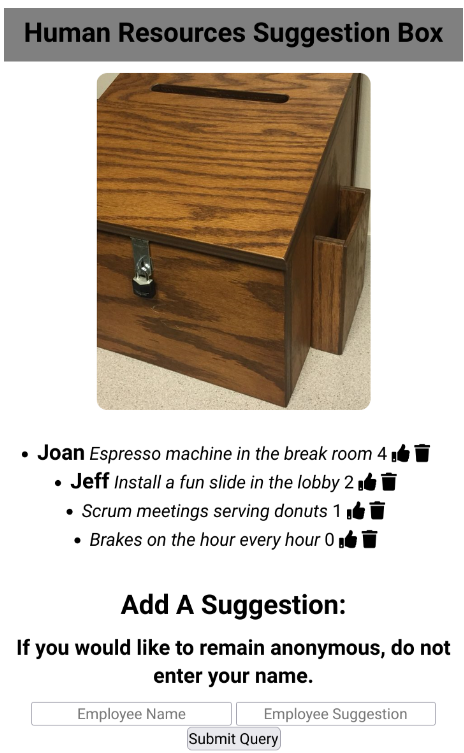 Human Resources Suggestion Box
Joan Espresso machine in the break room 4
Jeff Install a fun slide in the lobby 2
Scrum meetings serving donuts 1
Brakes on the hour every hour 0
Add A Suggestion:
If you would like to remain anonymous, do not
enter your name.
Employee Name Employee Suggestion
Submit Query